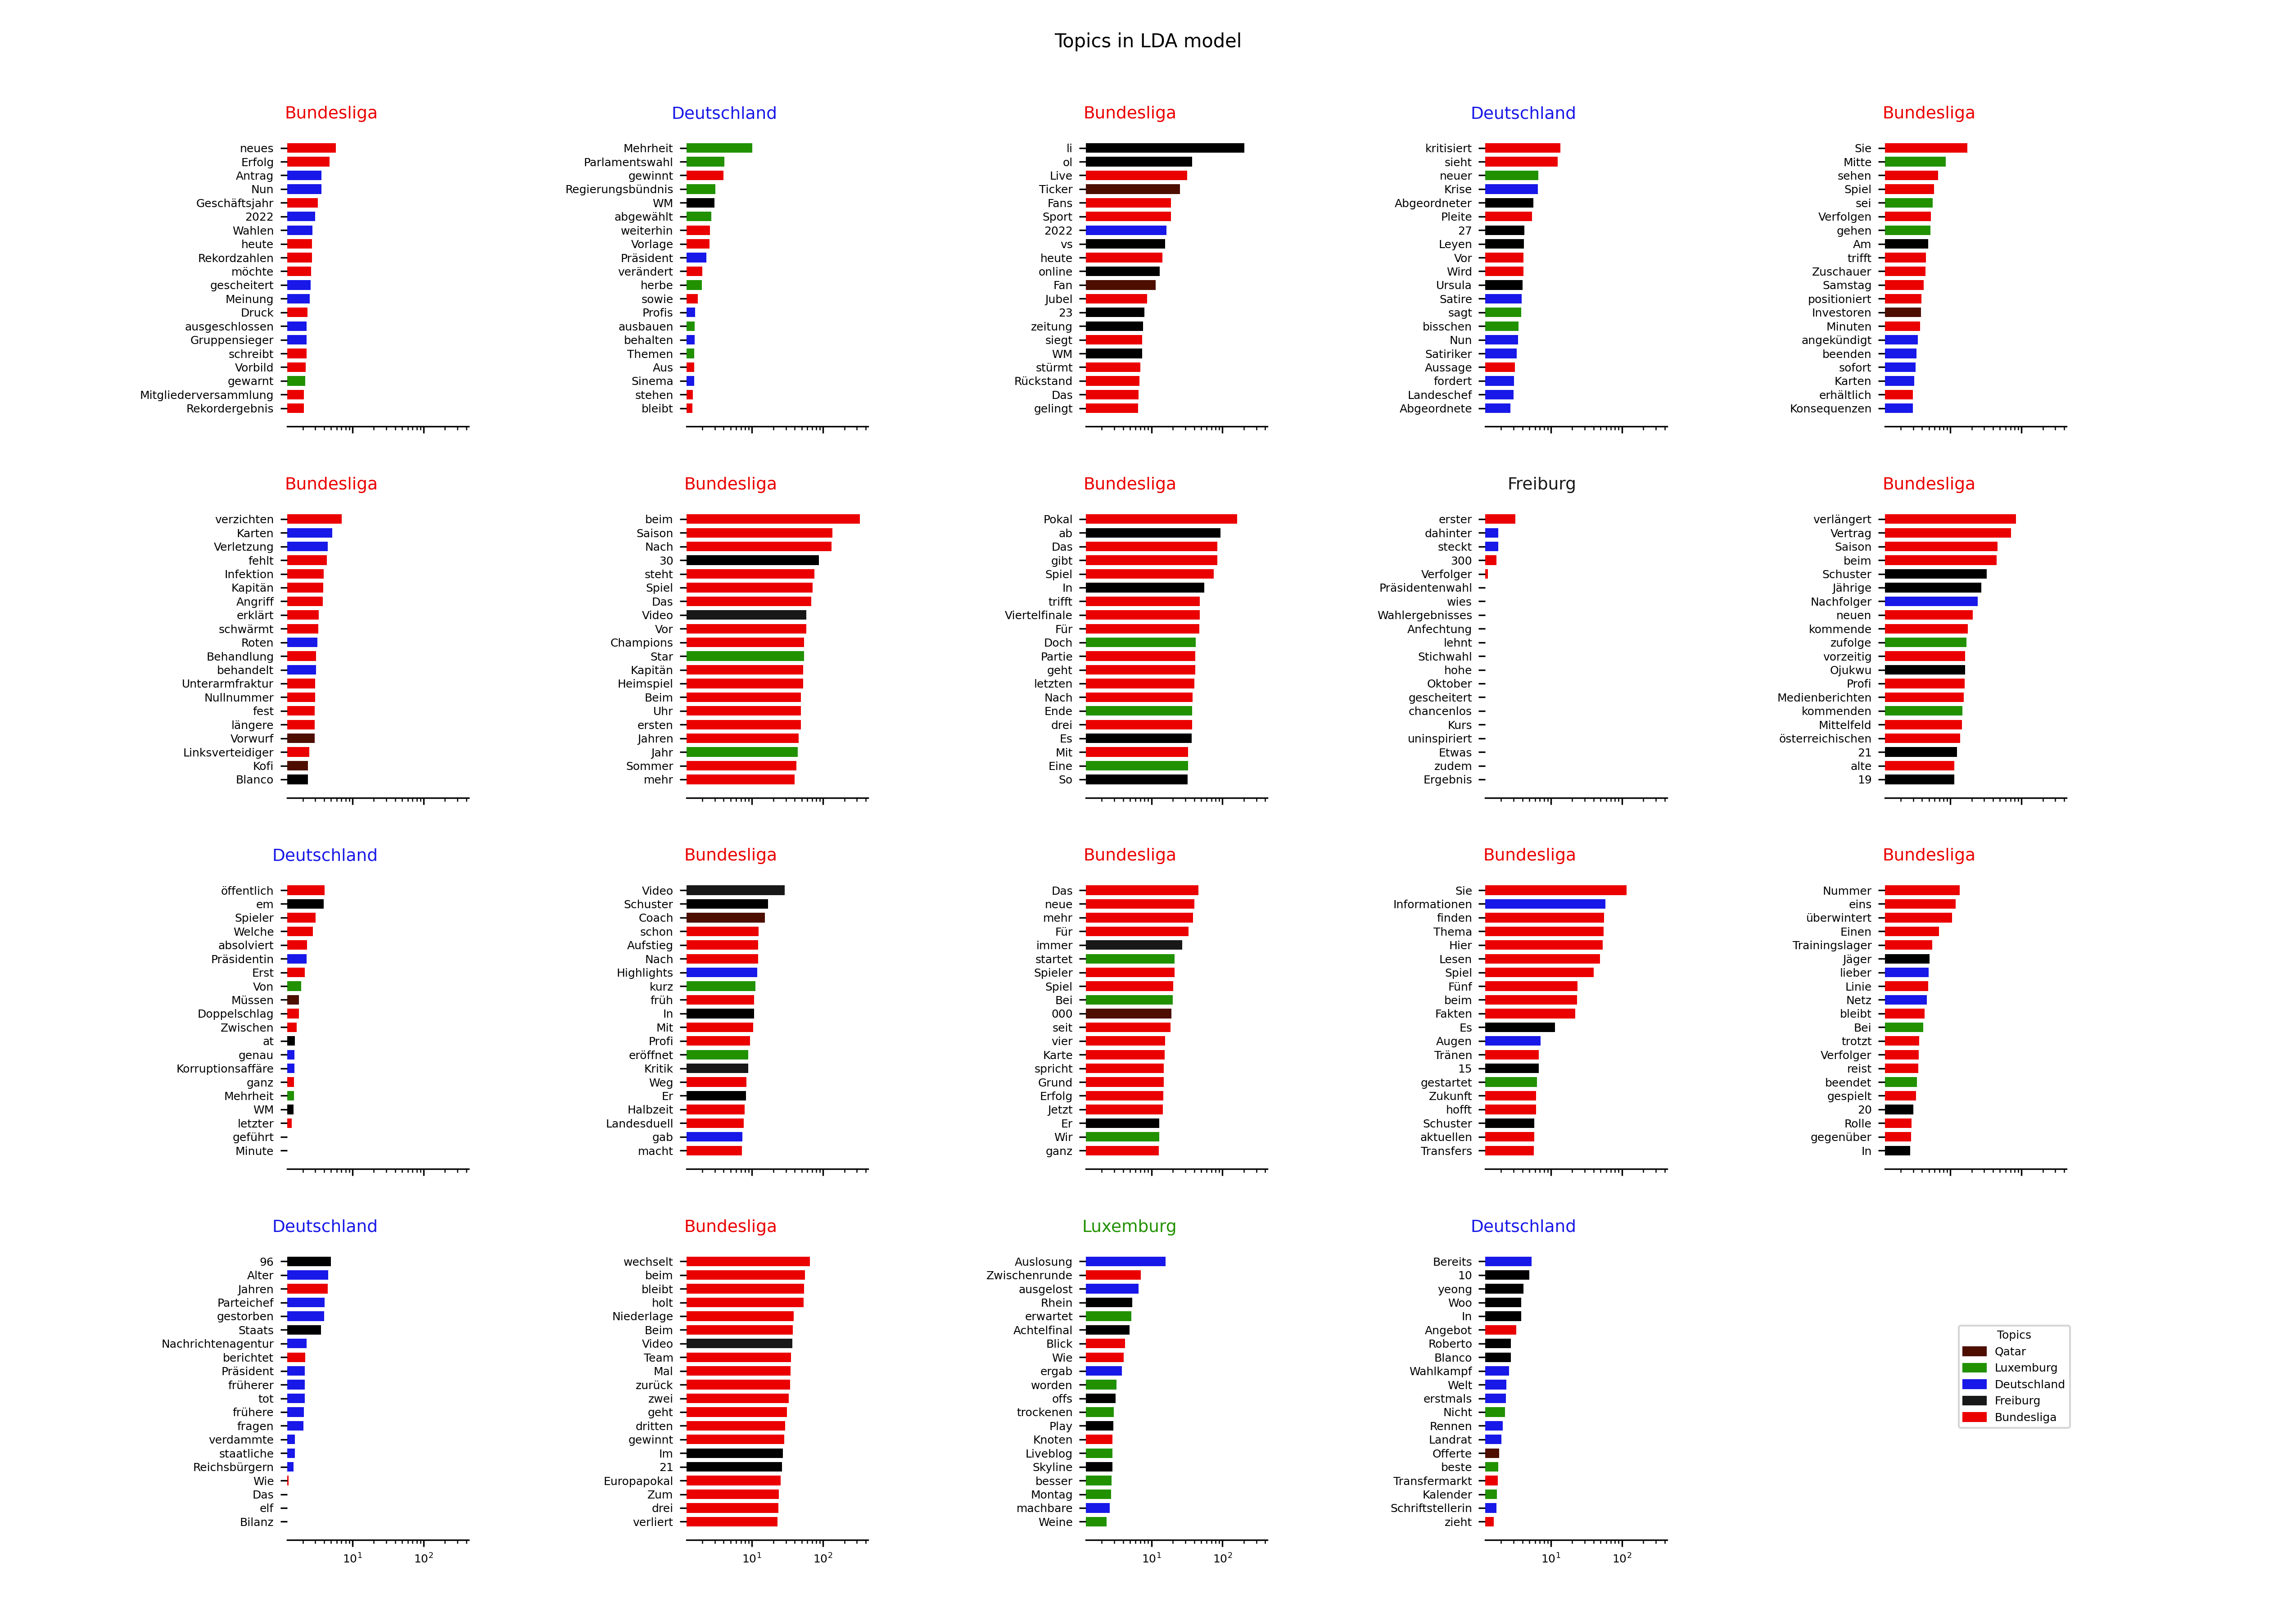 Topics in LDA model
Bundesliga
neues
Erfolg
Antrag
Nun
Geschäftsjahr
2022
Wahlen
heute
Rekordzahlen
möchte
gescheitert
Meinung
Druck
ausgeschlossen
Gruppensieger
schreibt
Vorbild
gewarnt
Mitgliederversammlung
Rekordergebnis
Deutschland
Mehrheit
Parlamentswahl
gewinnt
Regierungsbündnis
WM
abgewählt
weiterhin
Vorlage
Präsident
verändert
herbe
sowie
Profis
ausbauen
behalten
Themen
Aus
Sinema
stehen
bleibt
Bundesliga
li
ol
Live
Ticker
Fans
Sport
2022
vs
heute
online
Fan
Jubel
23
zeitung
siegt
WM
stürmt
Rückstand
Das
gelingt
Deutschland
kritisiert
sieht
neuer
Krise
Abgeordneter
Pleite
27
Leyen
Vor
Wird
Ursula
Satire
sagt
bisschen
Nun
Satiriker
Aussage
fordert
Landeschef
Abgeordnete
Bundesliga
Sie
Mitte
sehen
Spiel
sei
Verfolgen
gehen
Am
trifft
Zuschauer
Samstag
positioniert
Investoren
Minuten
angekündigt
beenden
sofort
Karten
erhältlich
Konsequenzen
Bundesliga
verzichten
Karten
Verletzung
fehlt
Infektion
Kapitän
Angriff
erklärt
schwärmt
Roten
Behandlung
behandelt
Unterarmfraktur
Nullnummer
fest
längere
Vorwurf
Linksverteidiger
Kofi
Blanco
Bundesliga
beim
Saison
Nach
30
steht
Spiel
Das
Video
Vor
Champions
Star
Kapitän
Heimspiel
Beim
Uhr
ersten
Jahren
Jahr
Sommer
mehr
Bundesliga
Pokal
ab
Das
gibt
Spiel
In
trifft
Viertelfinale
Für
Doch
Partie
geht
letzten
Nach
Ende
drei
Es
Mit
Eine
So
Freiburg
erster
dahinter
steckt
300
Verfolger
Präsidentenwahl
wies
Wahlergebnisses
Anfechtung
lehnt
Stichwahl
hohe
Oktober
gescheitert
chancenlos
Kurs
uninspiriert
Etwas
zudem
Ergebnis
Bundesliga
verlängert
Vertrag
Saison
beim
Schuster
Jährige
Nachfolger
neuen
kommende
zufolge
vorzeitig
Ojukwu
Profi
Medienberichten
kommenden
Mittelfeld
österreichischen
21
alte
19
Deutschland
öffentlich
em
Spieler
Welche
absolviert
Präsidentin
Erst
Von
Müssen
Doppelschlag
Zwischen
at
genau
Korruptionsaffäre
ganz
Mehrheit
WM
letzter
geführt
Minute
Bundesliga
Video
Schuster
Coach
schon
Aufstieg
Nach
Highlights
kurz
früh
In
Mit
Profi
eröffnet
Kritik
Weg
Er
Halbzeit
Landesduell
gab
macht
Bundesliga
Das
neue
mehr
Für
immer
startet
Spieler
Spiel
Bei
000
seit
vier
Karte
spricht
Grund
Erfolg
Jetzt
Er
Wir
ganz
Bundesliga
Sie
Informationen
finden
Thema
Hier
Lesen
Spiel
Fünf
beim
Fakten
Es
Augen
Tränen
15
gestartet
Zukunft
hofft
Schuster
aktuellen
Transfers
Bundesliga
Nummer
eins
überwintert
Einen
Trainingslager
Jäger
lieber
Linie
Netz
bleibt
Bei
trotzt
Verfolger
reist
beendet
gespielt
20
Rolle
gegenüber
In
Deutschland
96
Alter
Jahren
Parteichef
gestorben
Staats
Nachrichtenagentur
berichtet
Präsident
früherer
tot
frühere
fragen
verdammte
staatliche
Reichsbürgern
Wie
Das
elf
Bilanz
10¹ 10²
Bundesliga
wechselt
beim
bleibt
holt
Niederlage
Beim
Video
Team
Mal
zurück
zwei
geht
dritten
gewinnt
Im
21
Europapokal
Zum
drei
verliert
10¹ 10²
Luxemburg
Auslosung
Zwischenrunde
ausgelost
Rhein
erwartet
Achtelfinal
Blick
Wie
ergab
worden
offs
trockenen
Play
Knoten
Liveblog
Skyline
besser
Montag
machbare
Weine
10¹ 10²
Deutschland
Bereits
10
yeong
Woo
In
Angebot
Roberto
Blanco
Wahlkampf
Welt
erstmals
Nicht
Rennen
Landrat
Offerte
beste
Transfermarkt
Kalender
Schriftstellerin
zieht
10¹ 10²
Topics
Qatar
Luxemburg
Deutschland
Freiburg
Bundesliga